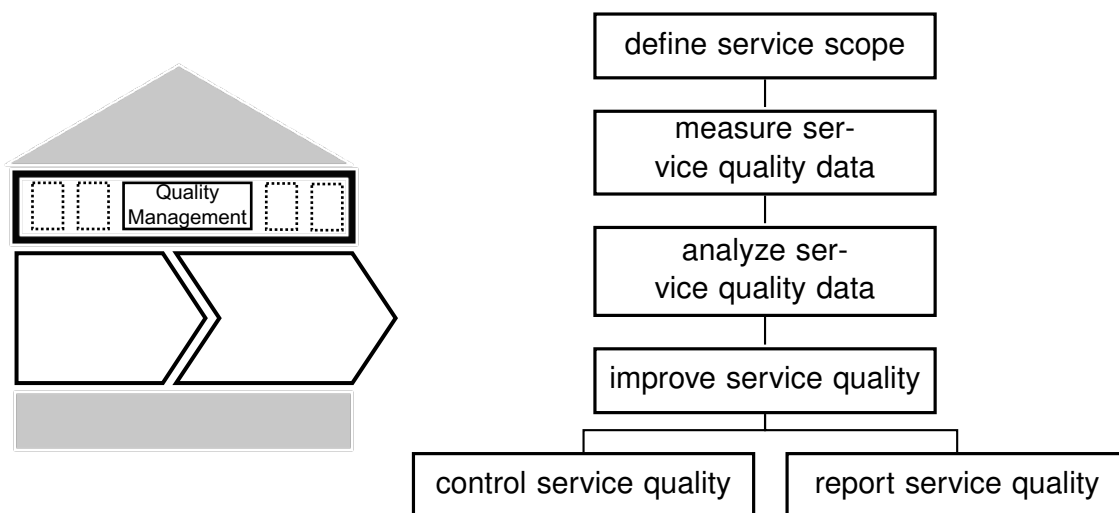 Quality
Management
define service scope
measure ser-
vice quality data
analyze ser-
vice quality data
improve service quality
control service quality
report service quality